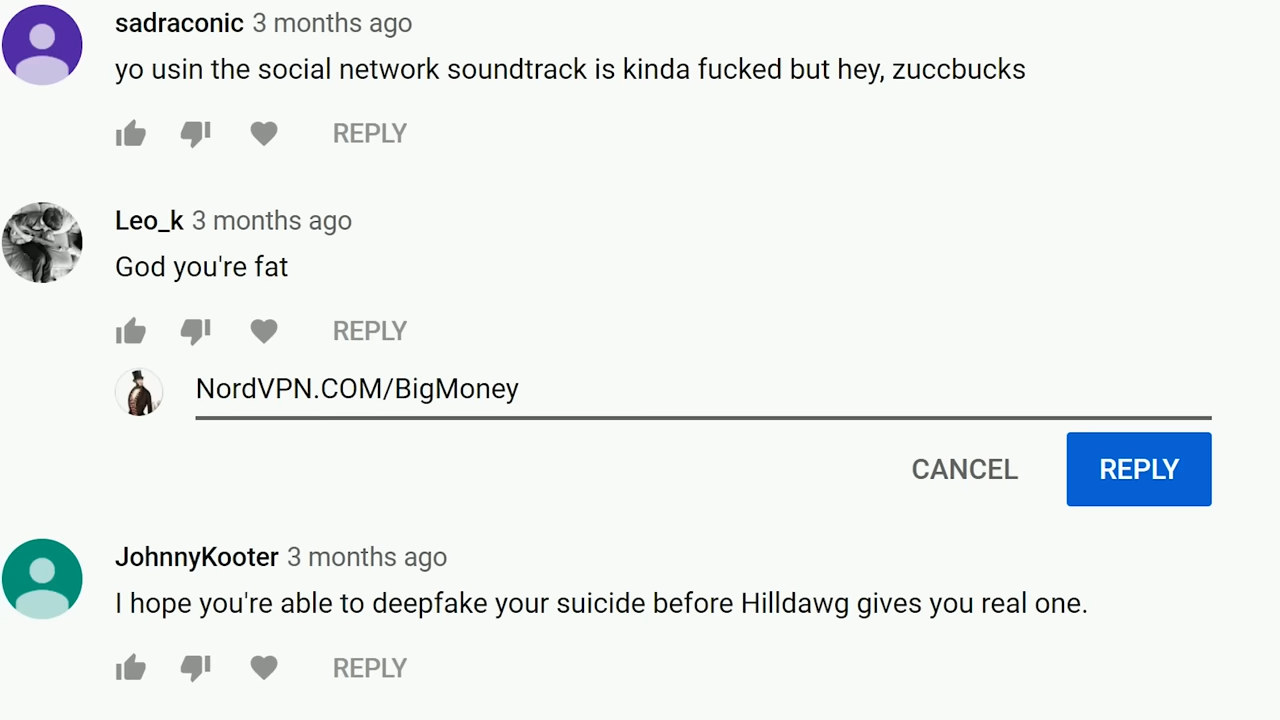 sadraconic 3 months ago
yo usin the social network soundtrack is kinda fucked but hey, zuccbucks
REPLY
Leo_k 3 months ago
God you're fat
REPLY
NordVPN.COM/BigMoney
CANCEL REPLY
JohnnyKooter 3 months ago
I hope you're able to deepfake your suicide before Hilldawg gives you real one.
REPLY